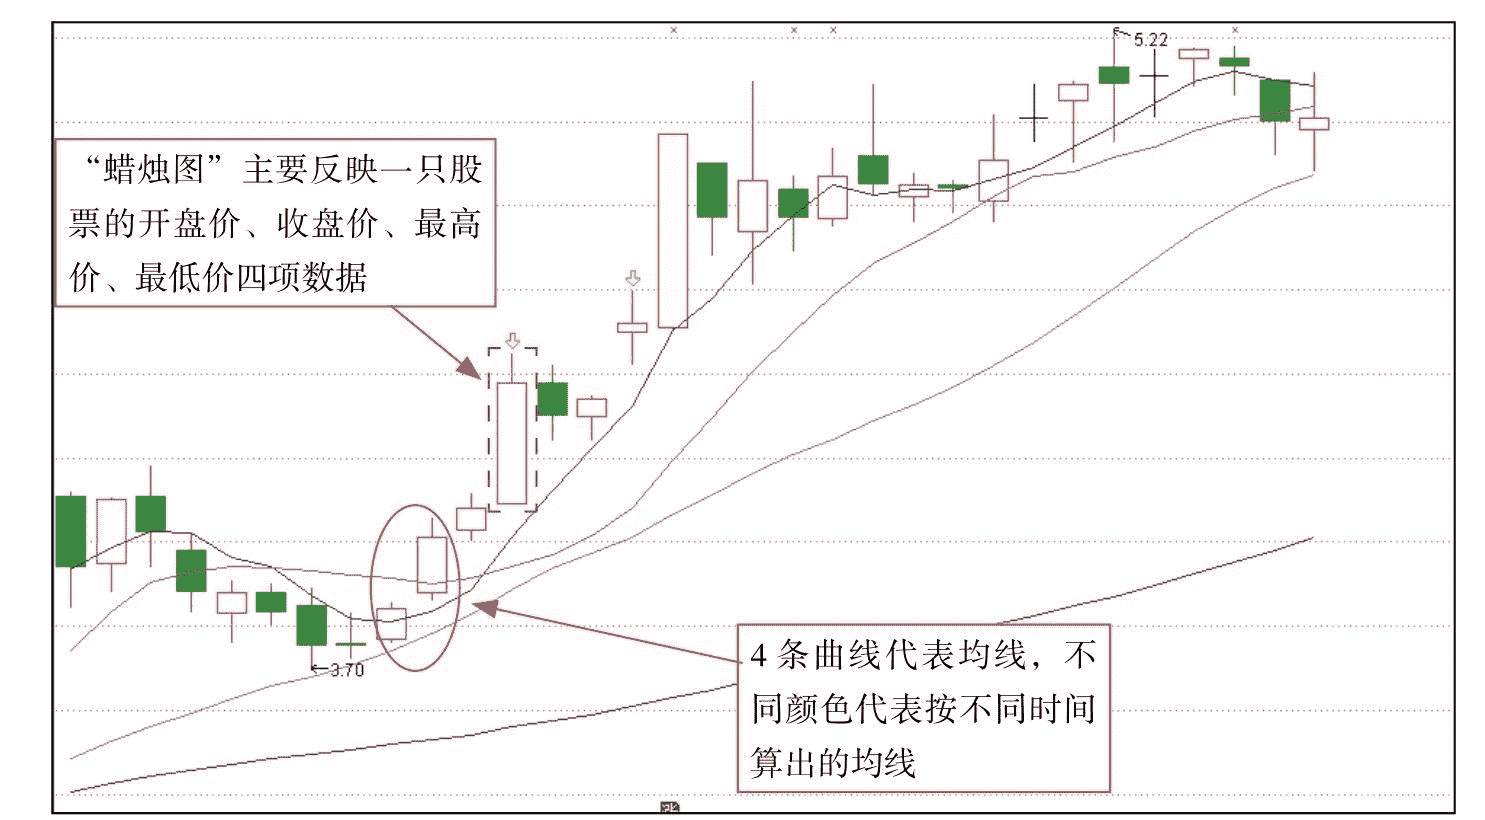 5.22
“蜡烛图”主要反映一只股
票的开盘价、收盘价、最高
价、最低价四项数据
3.70
4 条曲线代表均线，不
同颜色代表按不同时间
算出的均线